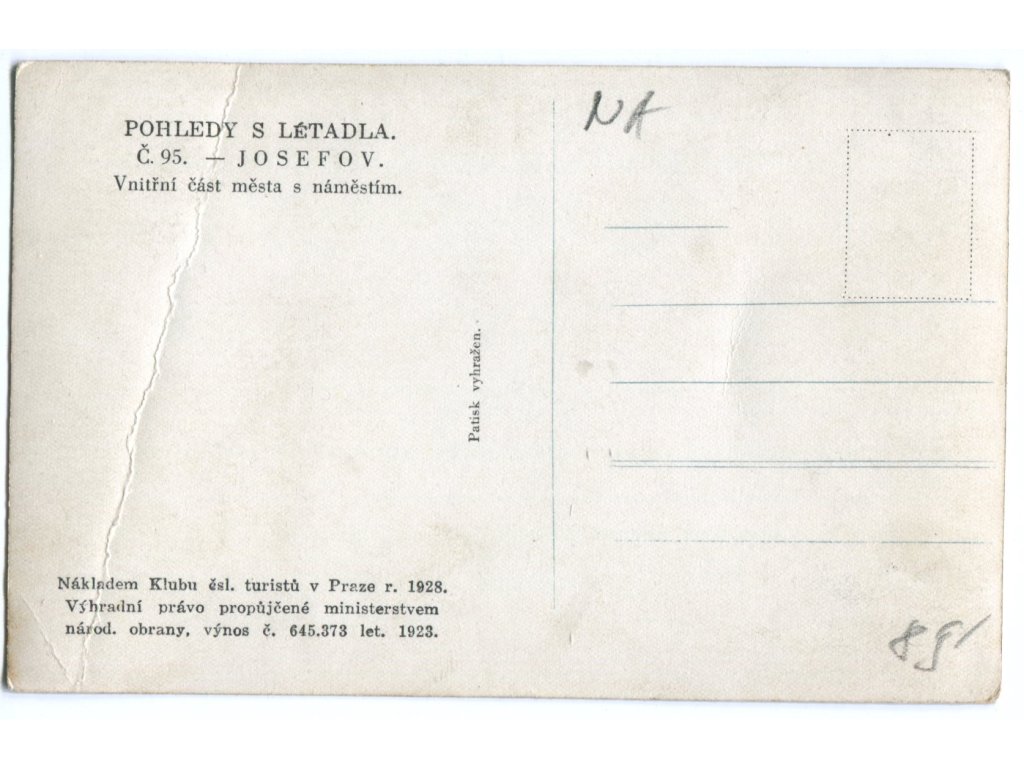 POHLEDY S LÉTADLA.
Č. 95. — JOSEFOV.
Vnitřní část města s náměstím.
NA
Patisk vyhražen.
Nákladem Klubu čsl. turistů v Praze r. 1928.
Výhradní právo propůjčené ministerstvem
národ. obrany, výnos č. 645.373 let. 1923.